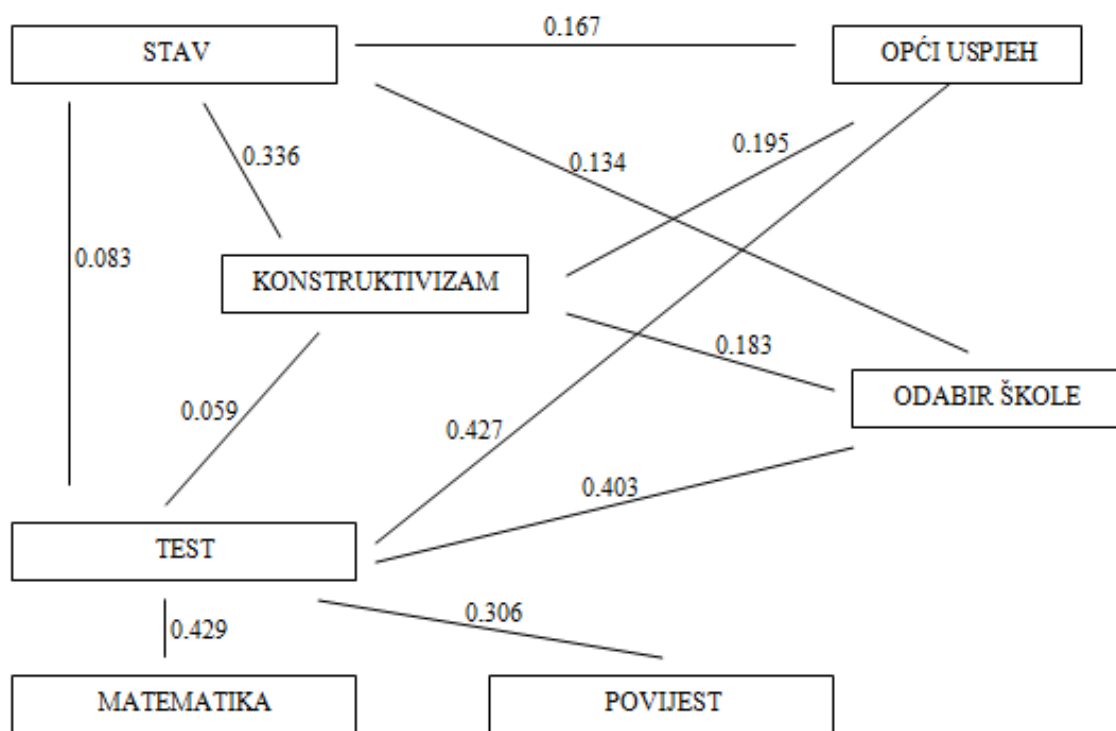 0.167
STAV
OPĆI USPJEH
0.195
0.134
0.336
0.083
KONSTRUKTIVIZAM
0.183
ODABIR ŠKOLE
0.059
0.427
0.403
TEST
0.306
0.429
MATEMATIKA
POVIJEST